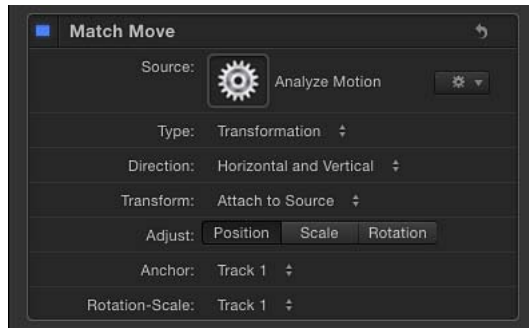 Match Move
Source: Analyze Motion
Type: Transformation
Direction: Horizontal and Vertical
Transform: Attach to Source
Adjust: Position Scale Rotation
Anchor: Track 1
Rotation-Scale: Track 1